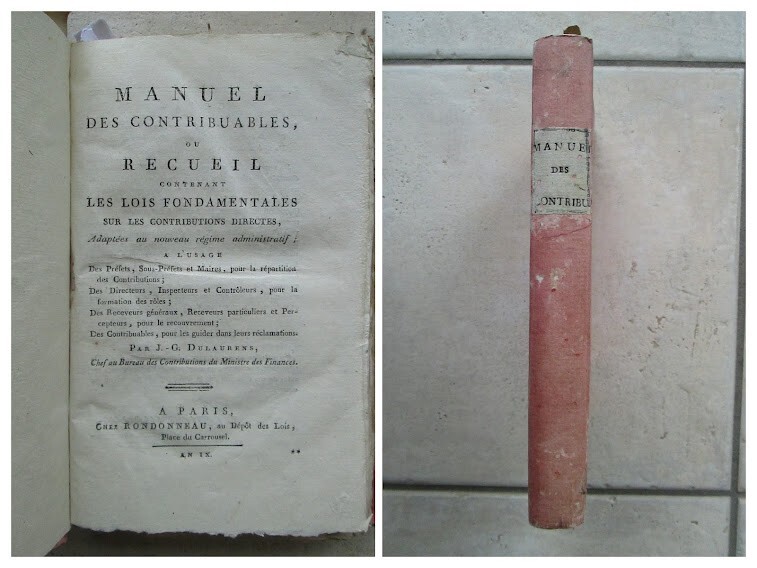 MANUEL
DES CONTRIBUABLES,
OU
RECUEIL
CONTENANT
LES LOIS FONDAMENTALES
SUR LES CONTRIBUTIONS DIRECTES,
Adaptées au nouveau régime administratif;
A L'USAGE
Des Préfets, Sous-Préfets et Maires, pour la répartition
des Contributions;
Des Directeurs, Inspecteurs et Contrôleurs, pour la
formation des rôles;
Des Receveurs généraux, Receveurs particuliers et Per-
cepteurs, pour le recouvrement;
Des Contribuables, pour les guider dans leurs réclamations.
PAR J.-G. DULAURENS,
Chef au Bureau des Contributions du Ministre des Finances.
A PARIS,
CHEZ RONDONNEAU, au Dépôt des Lois,
Place du Carrousel.
AN IX.
**
OU
MANUE
DES
CONTRIBU